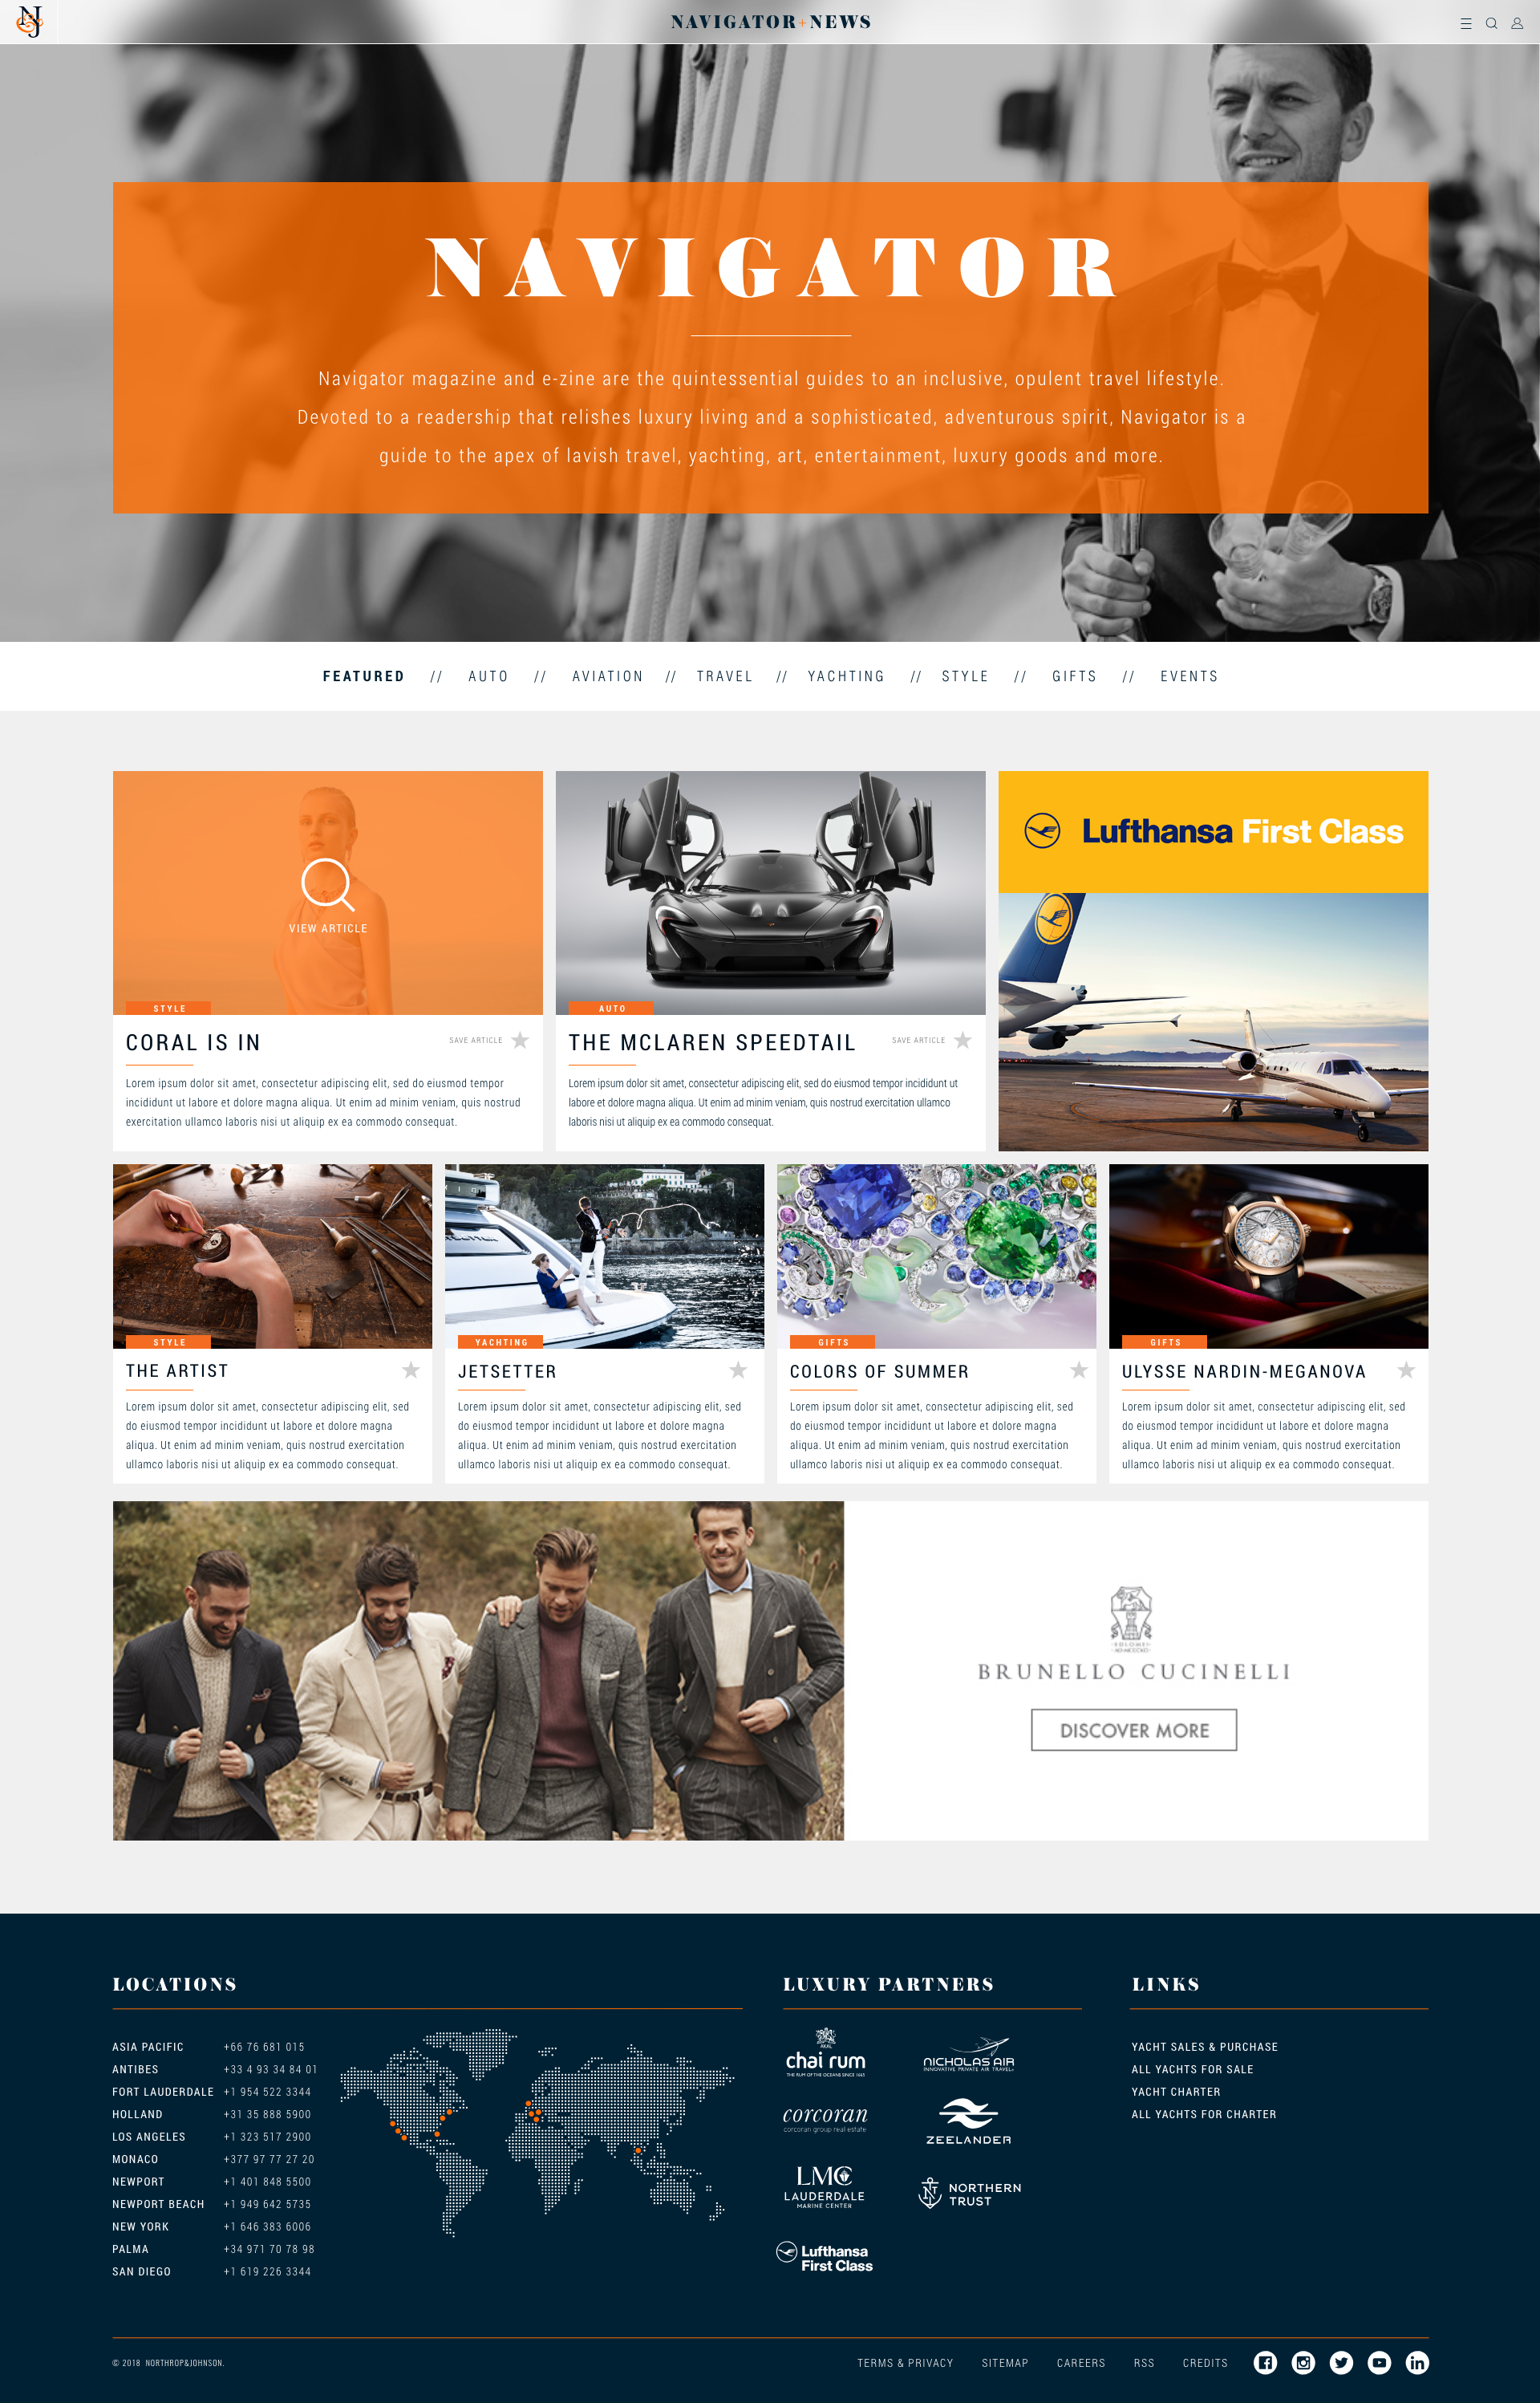 NJ
NAVIGATOR+NEWS
NAVIGATOR
Navigator magazine and e-zine are the quintessential guides to an inclusive, opulent travel lifestyle.
Devoted to a readership that relishes luxury living and a sophisticated, adventurous spirit, Navigator is a
guide to the apex of lavish travel, yachting, art, entertainment, luxury goods and more.
FEATURED // AUTO // AVIATION // TRAVEL // YACHTING // STYLE // GIFTS // EVENTS
VIEW ARTICLE
STYLE
CORAL IS IN
SAVE ARTICLE
Lorem ipsum dolor sit amet, consectetur adipiscing elit, sed do eiusmod tempor
incididunt ut labore et dolore magna aliqua. Ut enim ad minim veniam, quis nostrud
exercitation ullamco laboris nisi ut aliquip ex ea commodo consequat.
AUTO
THE MCLAREN SPEEDTAIL
SAVE ARTICLE
Lorem ipsum dolor sit amet, consectetur adipiscing elit, sed do eiusmod tempor incididunt ut
labore et dolore magna aliqua. Ut enim ad minim veniam, quis nostrud exercitation ullamco
laboris nisi ut aliquip ex ea commodo consequat.
Lufthansa First Class
STYLE
THE ARTIST
Lorem ipsum dolor sit amet, consectetur adipiscing elit, sed
do eiusmod tempor incididunt ut labore et dolore magna
aliqua. Ut enim ad minim veniam, quis nostrud exercitation
ullamco laboris nisi ut aliquip ex ea commodo consequat.
YACHTING
JETSETTER
Lorem ipsum dolor sit amet, consectetur adipiscing elit, sed
do eiusmod tempor incididunt ut labore et dolore magna
aliqua. Ut enim ad minim veniam, quis nostrud exercitation
ullamco laboris nisi ut aliquip ex ea commodo consequat.
GIFTS
COLORS OF SUMMER
Lorem ipsum dolor sit amet, consectetur adipiscing elit, sed
do eiusmod tempor incididunt ut labore et dolore magna
aliqua. Ut enim ad minim veniam, quis nostrud exercitation
ullamco laboris nisi ut aliquip ex ea commodo consequat.
GIFTS
ULYSSE NARDIN-MEGANOVA
Lorem ipsum dolor sit amet, consectetur adipiscing elit, sed
do eiusmod tempor incididunt ut labore et dolore magna
aliqua. Ut enim ad minim veniam, quis nostrud exercitation
ullamco laboris nisi ut aliquip ex ea commodo consequat.
BRUNELLO CUCINELLI
DISCOVER MORE
LOCATIONS
ASIA PACIFIC +66 76 681 015
ANTIBES +33 4 93 34 84 01
FORT LAUDERDALE +1 954 522 3344
HOLLAND +31 35 888 5900
LOS ANGELES +1 323 517 2900
MONACO +377 97 77 27 20
NEWPORT +1 401 848 5500
NEWPORT BEACH +1 949 642 5735
NEW YORK +1 646 383 6006
PALMA +34 971 70 78 98
SAN DIEGO +1 619 226 3344
LUXURY PARTNERS
chai rum
THE RUM OF THE OCEANS SINCE 1665
NICHOLAS AIR
INNOVATIVE PRIVATE AIR TRAVEL
corcoran
corcoran group real estate
ZEELANDER
LMC
LAUDERDALE
MARINE CENTER
NORTHERN
TRUST
Lufthansa
First Class
LINKS
YACHT SALES & PURCHASE
ALL YACHTS FOR SALE
YACHT CHARTER
ALL YACHTS FOR CHARTER
© 2018 NORTHROP&JOHNSON.
TERMS & PRIVACY SITEMAP CAREERS RSS CREDITS